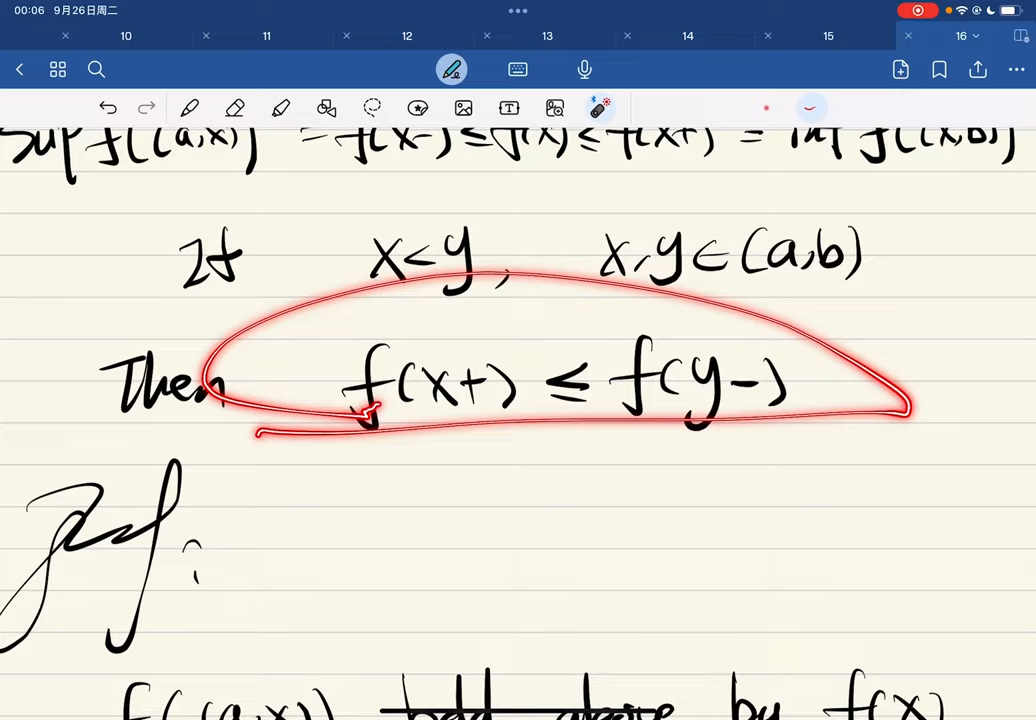 00:06 9月26日周二
10 11 12 13 14 15 16
Sup f((a,x)) = f(x-) ≤ f(x) ≤ f(x+) = inf f((x,b))
If x<y, x,y∈(a,b)
Then f(x+) ≤ f(y-)
Prf:
f((a,x)) bdd above by f(x)